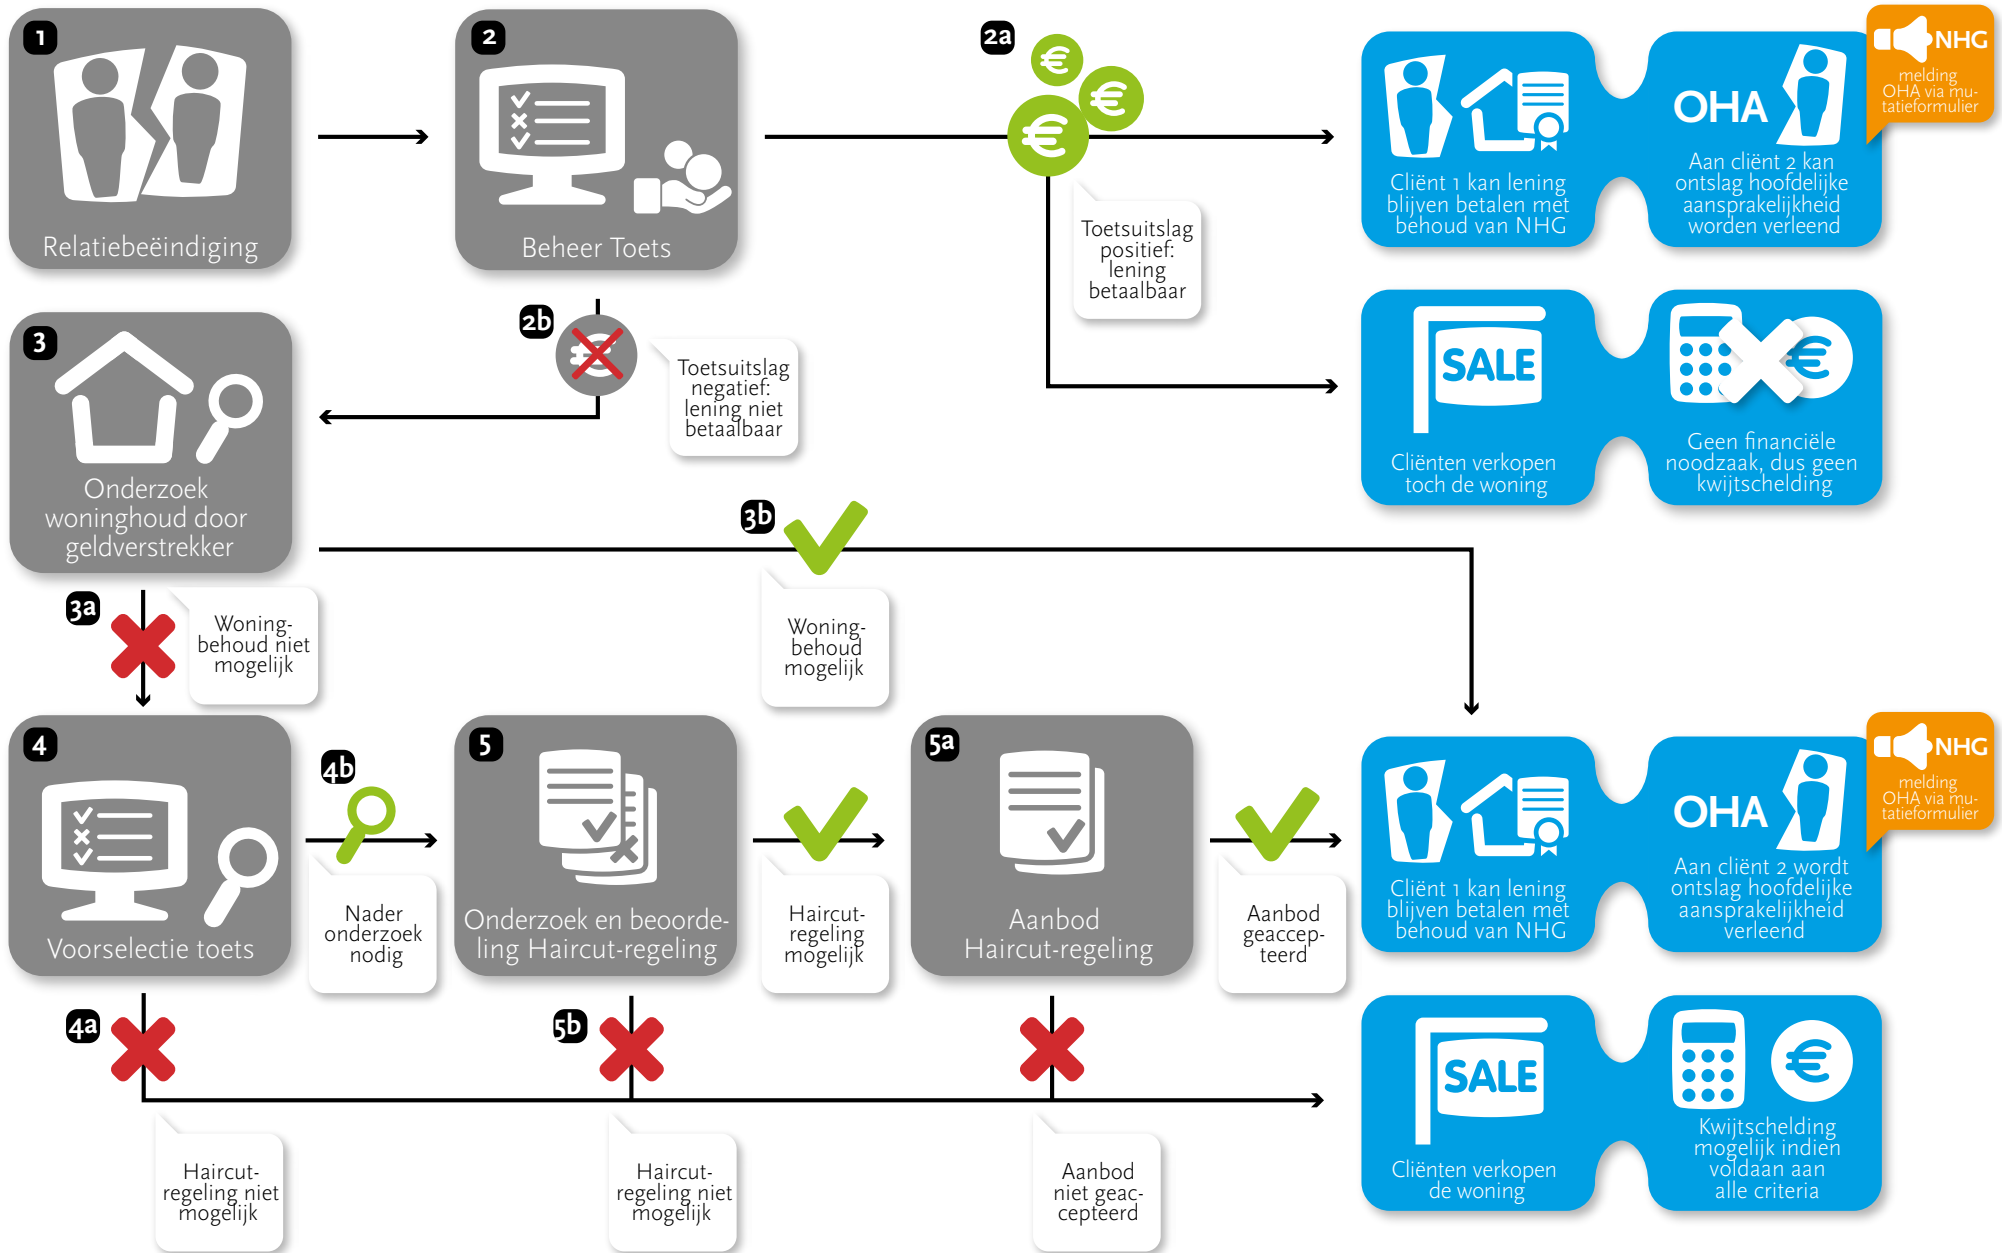 1
Relatiebeëindiging
2
Beheer Toets
2a
Toetsuitslag
positief:
lening
betaalbaar
Cliënt 1 kan lening
blijven betalen met
behoud van NHG
OHA
Aan cliënt 2 kan
ontslag hoofdelijke
aansprakelijkheid
worden verleend
NHG
melding
OHA via mu-
tatieformulier
2b
Toetsuitslag
negatief:
lening niet
betaalbaar
SALE
Cliënten verkopen
toch de woning
Geen financiële
noodzaak, dus geen
kwijtschelding
3
Onderzoek
woninghoud door
geldverstrekker
3a
Woning-
behoud niet
mogelijk
3b
Woning-
behoud
mogelijk
4
Voorselectie toets
4b
Nader
onderzoek
nodig
5
Onderzoek en beoorde-
ling Haircut-regeling
Haircut-
regeling
mogelijk
5a
Aanbod
Haircut-regeling
Aanbod
geaccep-
teerd
Cliënt 1 kan lening
blijven betalen met
behoud van NHG
OHA
Aan cliënt 2 wordt
ontslag hoofdelijke
aansprakelijkheid
verleend
NHG
melding
OHA via mu-
tatieformulier
4a
Haircut-
regeling niet
mogelijk
5b
Haircut-
regeling niet
mogelijk
Aanbod
niet geac-
cepteerd
SALE
Cliënten verkopen
de woning
Kwijtschelding
mogelijk indien
voldaan aan
alle criteria